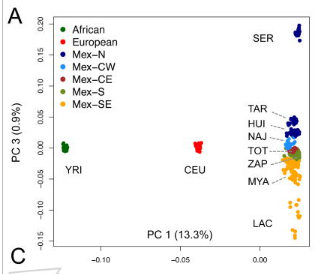 A
African
European
Mex−N
Mex−CW
Mex−CE
Mex−S
Mex−SE
SER
TAR
HUI
NAJ
TOT
ZAP
MYA
LAC
YRI
CEU
PC 3 (0.9%)
0.20
0.15
0.10
0.05
0.00
−0.05
−0.10
−0.15
PC 1 (13.3%)
−0.10
−0.05
0.00
C